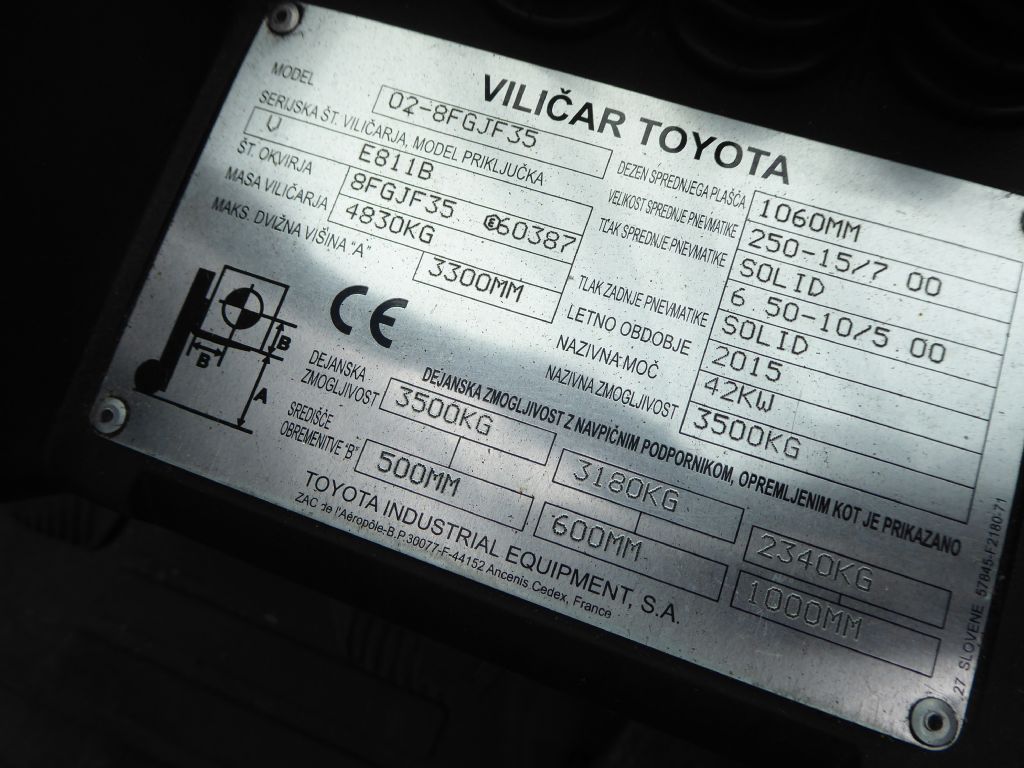 VILIČAR TOYOTA
MODEL 02-8FGJF35
SERIJSKA ŠT. VILIČARJA, MODEL PRIKLJUČKA
V E811B
ŠT. OKVIRJA 8FGJF35 E60387
MASA VILIČARJA 4830KG
MAKS. DVIŽNA VIŠINA "A" 3300MM
DEZEN SPREDNJEGA PLAŠČA 1060MM
VELIKOST SPREDNJE PNEVMATIKE 250-15/7.00
TLAK SPREDNJE PNEVMATIKE SOLID
6.50-10/5.00
TLAK ZADNJE PNEVMATIKE SOLID
LETNO OBDOBJE 2015
NAZIVNA MOČ 42KW
NAZIVNA ZMOGLJIVOST 3500KG
CE
B
B
A
DEJANSKA ZMOGLJIVOST Z NAVPIČNIM PODPORNIKOM, OPREMLJENIM KOT JE PRIKAZANO
DEJANSKA
ZMOGLJIVOST 3500KG 3180KG 2340KG
SREDIŠČE
OBREMENITVE "B" 500MM 600MM 1000MM
TOYOTA INDUSTRIAL EQUIPMENT, S.A.
ZAC de l'Aéropôle-B.P.30077-F-44152 Ancenis Cedex, France
27 SLOVENE 57845-F2180-71